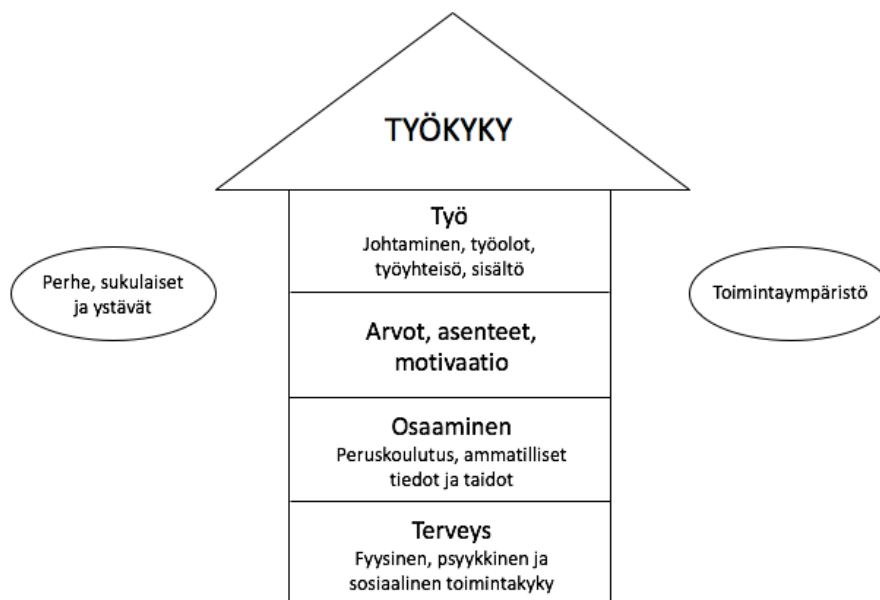 TYÖKYKY
Työ
Johtaminen, työolot,
työyhteisö, sisältö
Perhe, sukulaiset
ja ystävät
Toimintaympäristö
Arvot, asenteet,
motivaatio
Osaaminen
Peruskoulutus, ammatilliset
tiedot ja taidot
Terveys
Fyysinen, psyykkinen ja
sosiaalinen toimintakyky